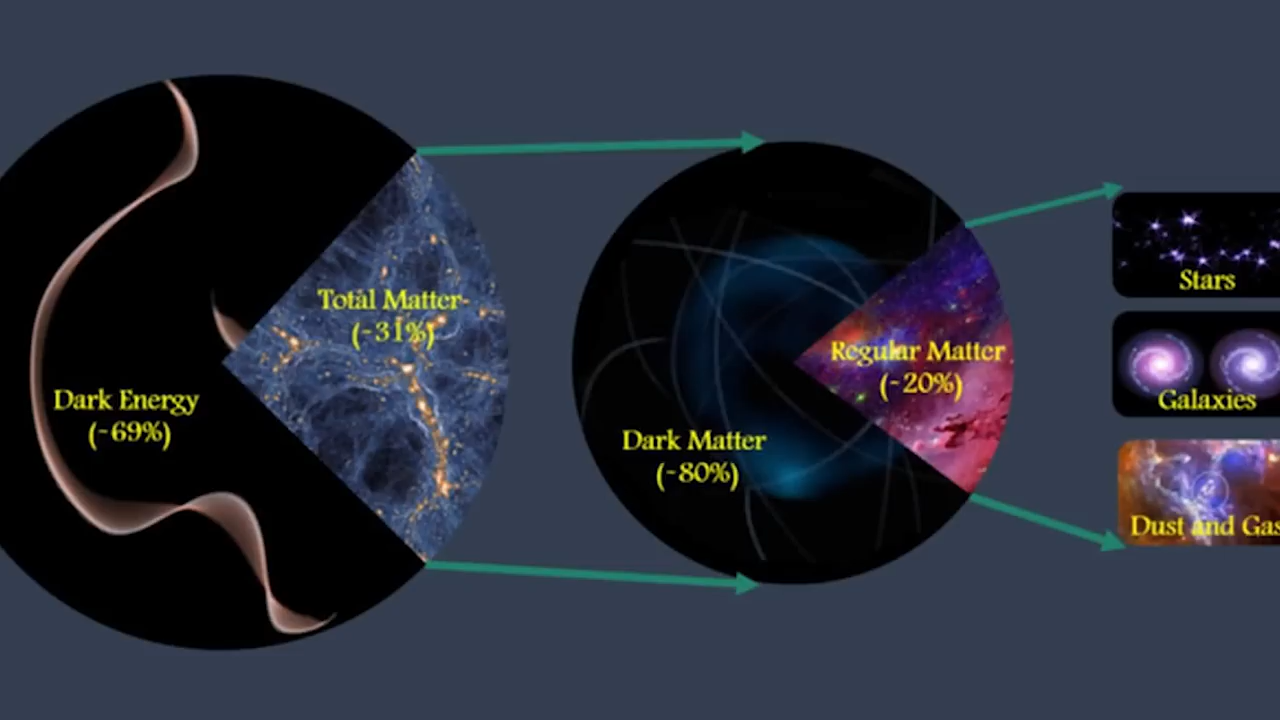 Dark Energy
(~69%)
Total Matter-
(~31%)
Dark Matter
(~80%)
Regular Matter
(~20%)
Stars
Galaxies
Dust and Gas